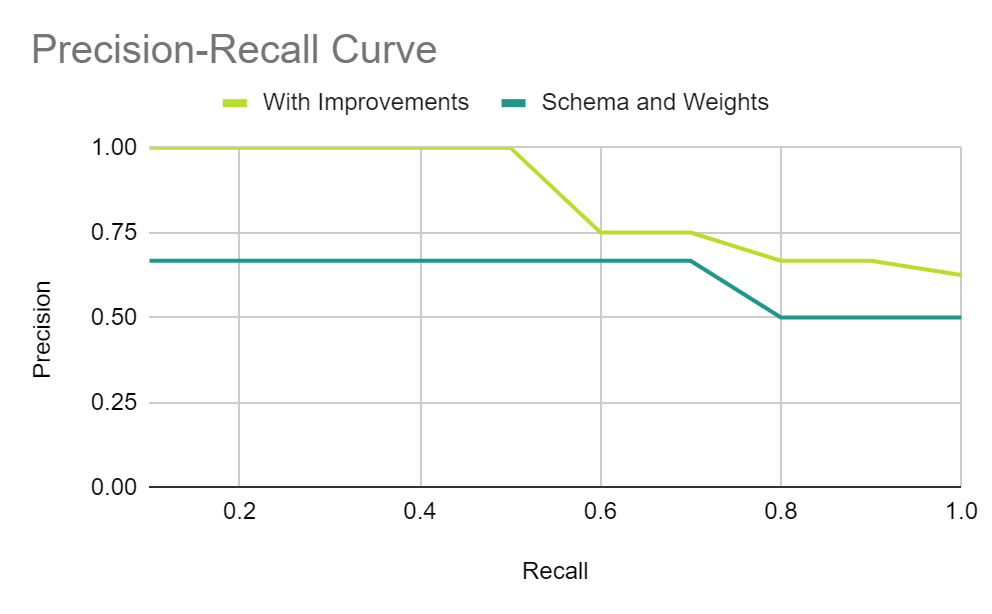 Precision-Recall Curve
With Improvements Schema and Weights
1.00
0.75
0.50
0.25
0.00
Precision
0.2 0.4 0.6 0.8 1.0
Recall